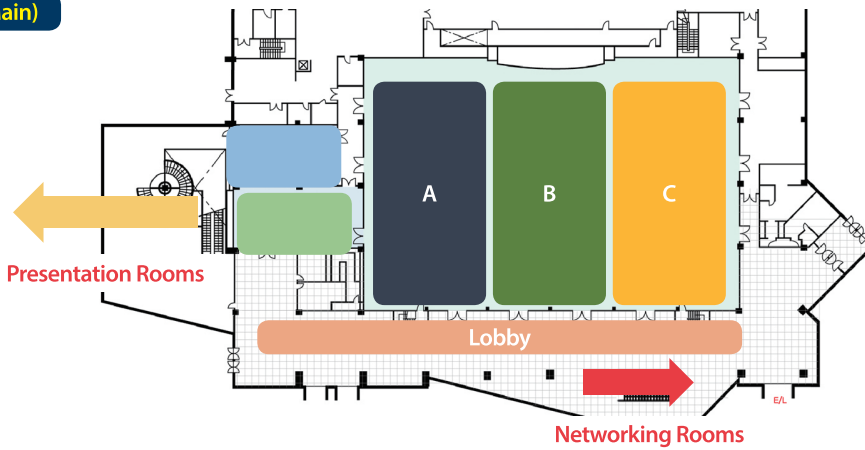 ain)
A
B
C
Presentation Rooms
Lobby
E/L
Networking Rooms